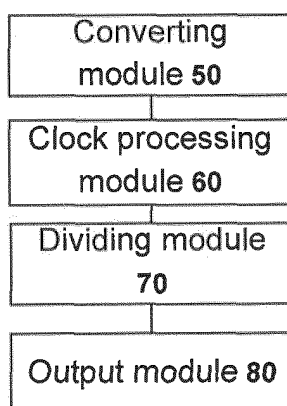 Converting
module 50
Clock processing
module 60
Dividing module
70
Output module 80